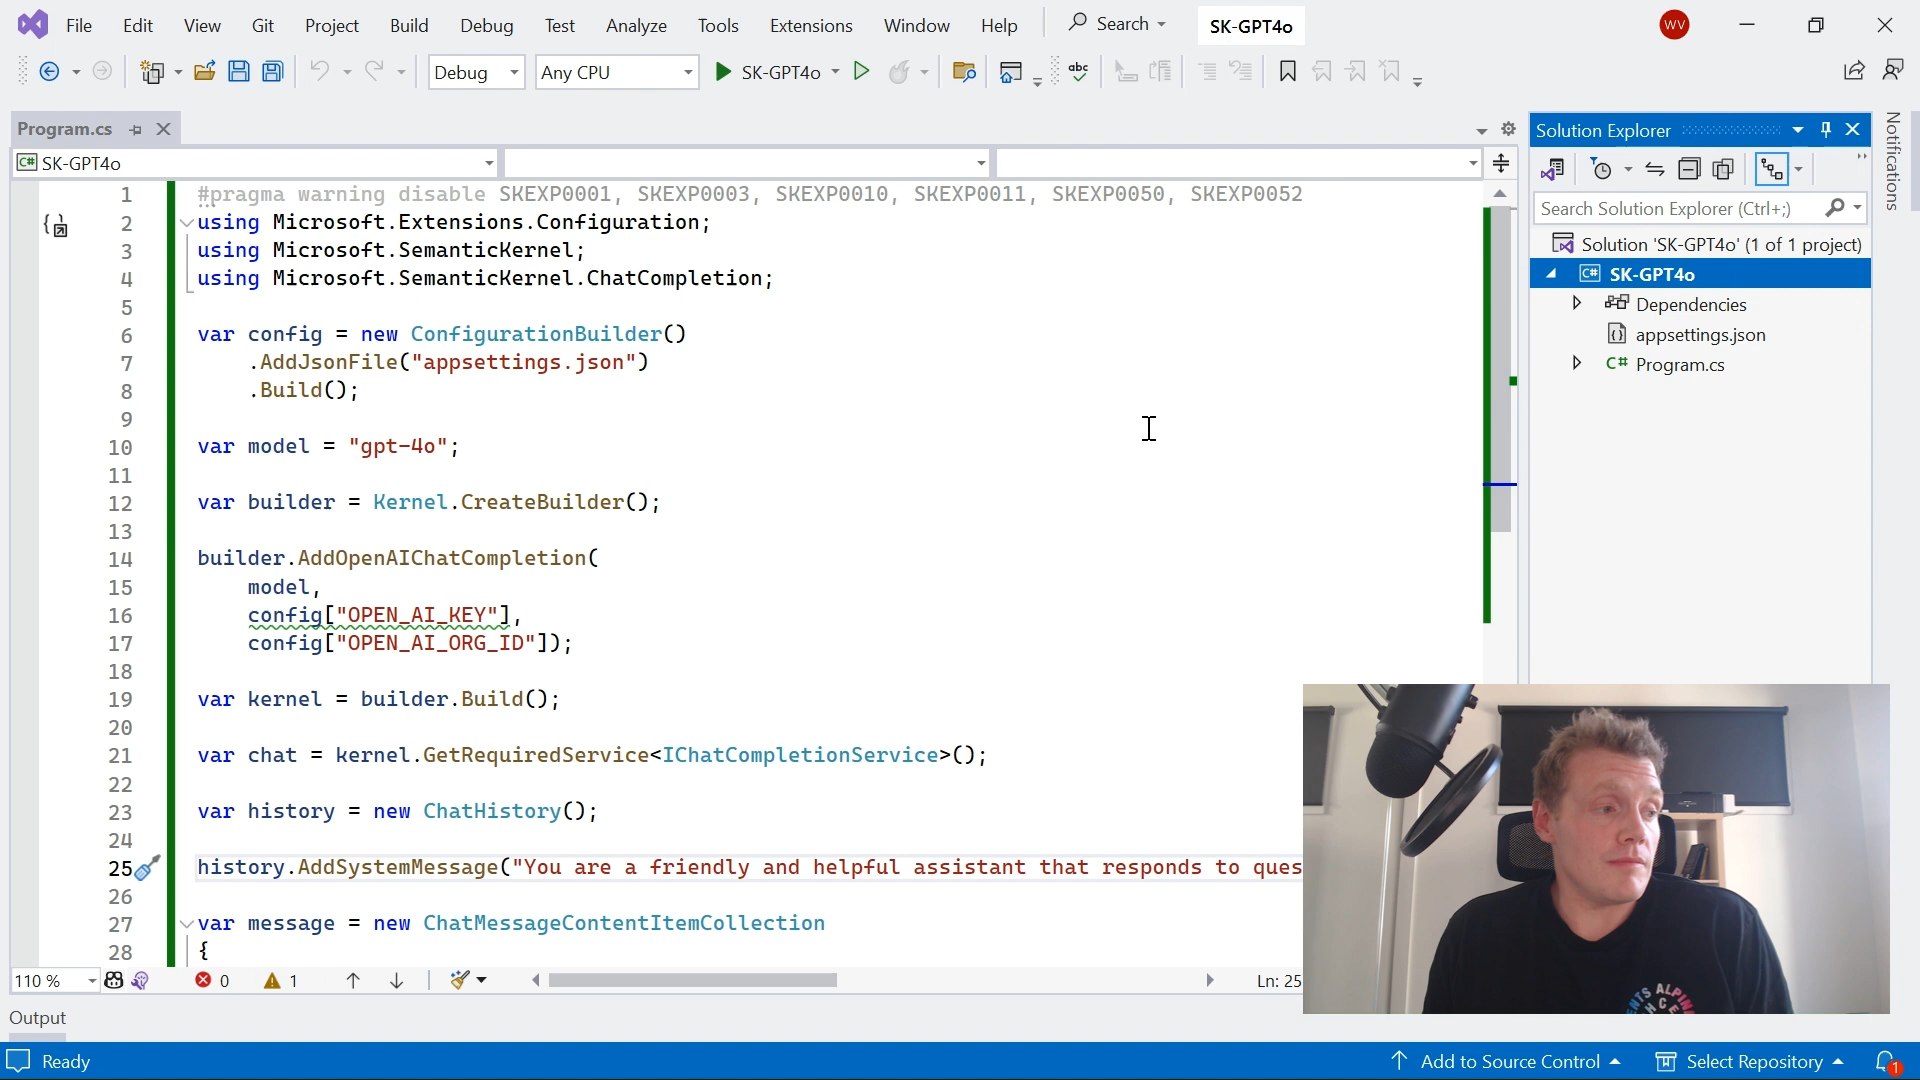 File Edit View Git Project Build Debug Test Analyze Tools Extensions Window Help Search SK-GPT4o WV
Debug Any CPU SK-GPT4o abc
Program.cs
C# SK-GPT4o
1 #pragma warning disable SKEXP0001, SKEXP0003, SKEXP0010, SKEXP0011, SKEXP0050, SKEXP0052
2 using Microsoft.Extensions.Configuration;
3 using Microsoft.SemanticKernel;
4 using Microsoft.SemanticKernel.ChatCompletion;
5
6 var config = new ConfigurationBuilder()
7 .AddJsonFile("appsettings.json")
8 .Build();
9
10 var model = "gpt-4o";
11
12 var builder = Kernel.CreateBuilder();
13
14 builder.AddOpenAIChatCompletion(
15 model,
16 config["OPEN_AI_KEY"],
17 config["OPEN_AI_ORG_ID"]);
18
19 var kernel = builder.Build();
20
21 var chat = kernel.GetRequiredService<IChatCompletionService>();
22
23 var history = new ChatHistory();
24
25 history.AddSystemMessage("You are a friendly and helpful assistant that responds to ques
26
27 var message = new ChatMessageContentItemCollection
28 {
110 % 0 1 Ln: 25
Output
Ready Add to Source Control Select Repository 1
Solution Explorer
Search Solution Explorer (Ctrl+;)
Solution 'SK-GPT4o' (1 of 1 project)
C# SK-GPT4o
Dependencies
appsettings.json
C# Program.cs
Notifications